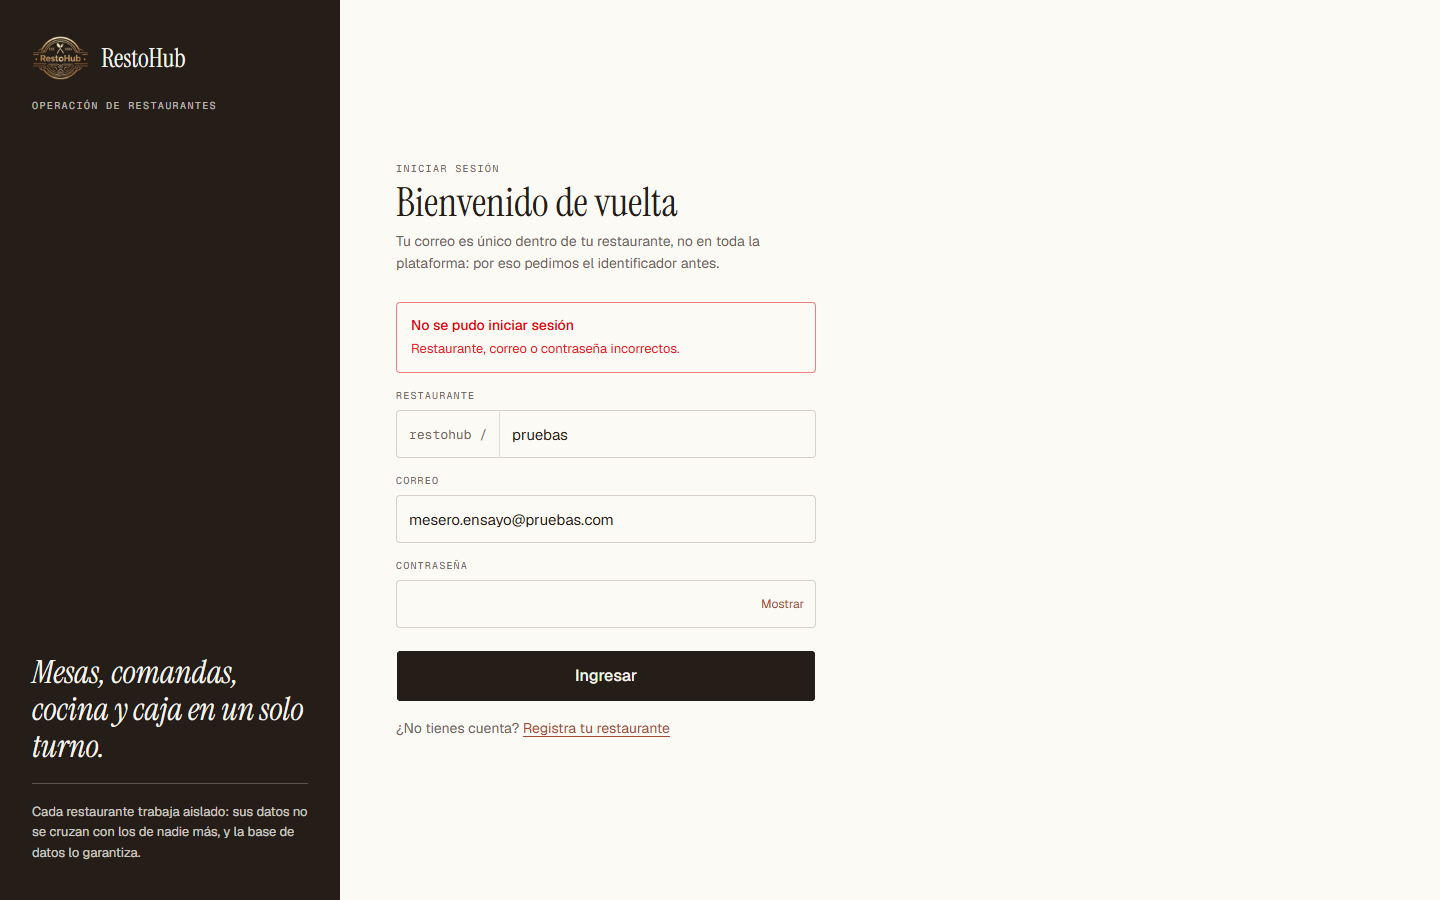 RestoHub
RestoHub
OPERACIÓN DE RESTAURANTES
Mesas, comandas,
cocina y caja en un solo
turno.
Cada restaurante trabaja aislado: sus datos no
se cruzan con los de nadie más, y la base de
datos lo garantiza.
INICIAR SESIÓN
Bienvenido de vuelta
Tu correo es único dentro de tu restaurante, no en toda la
plataforma: por eso pedimos el identificador antes.
No se pudo iniciar sesión
Restaurante, correo o contraseña incorrectos.
RESTAURANTE
restohub / pruebas
CORREO
mesero.ensayo@pruebas.com
CONTRASEÑA
Mostrar
Ingresar
¿No tienes cuenta? Registra tu restaurante